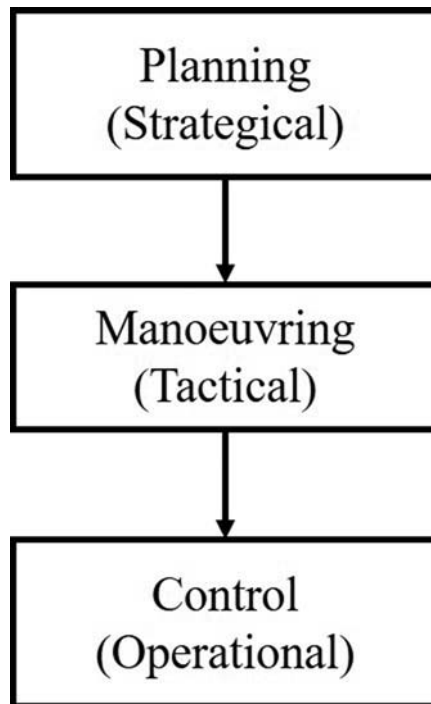 Planning
(Strategical)
Manoeuvring
(Tactical)
Control
(Operational)